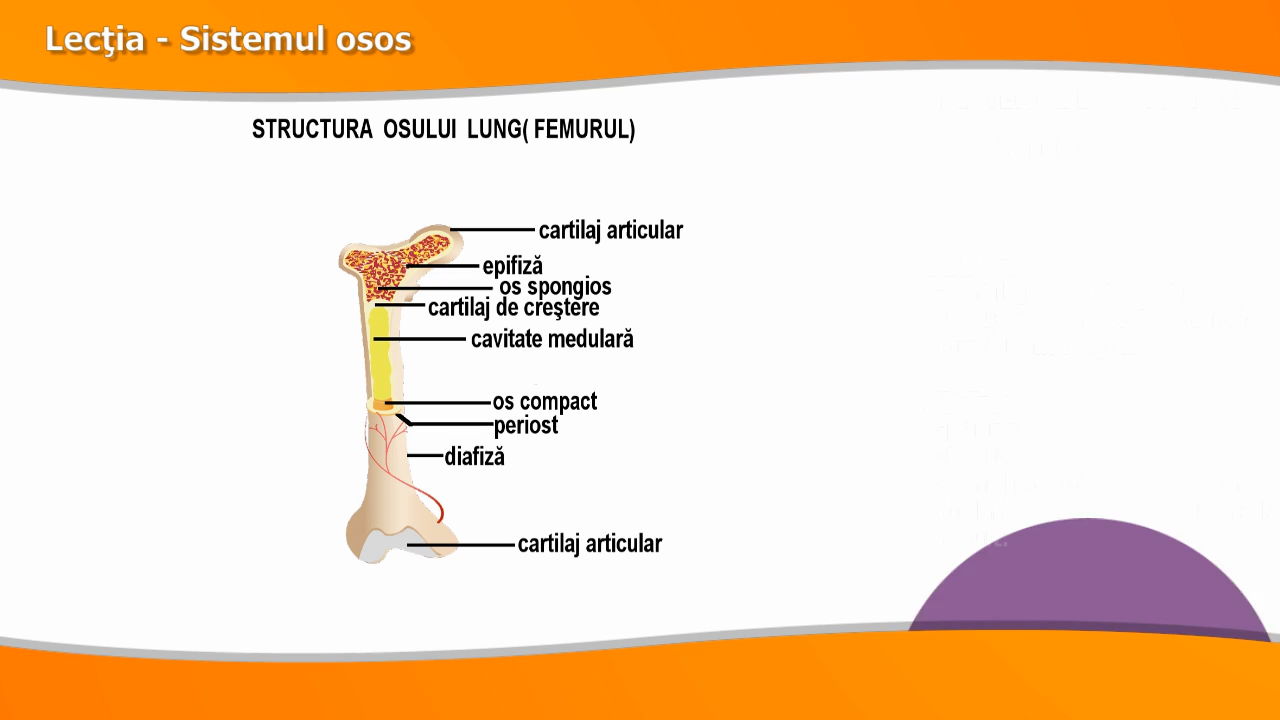 Lecţia - Sistemul osos
STRUCTURA OSULUI LUNG( FEMURUL)
cartilaj articular
epifiză
os spongios
cartilaj de creştere
cavitate medulară
os compact
periost
diafiză
cartilaj articular